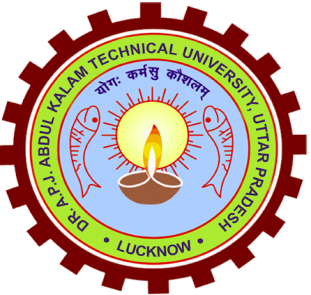 DR. A.P.J. ABDUL KALAM TECHNICAL UNIVERSITY, UTTAR PRADESH
योगः कर्मसु कौशलम्
• LUCKNOW •